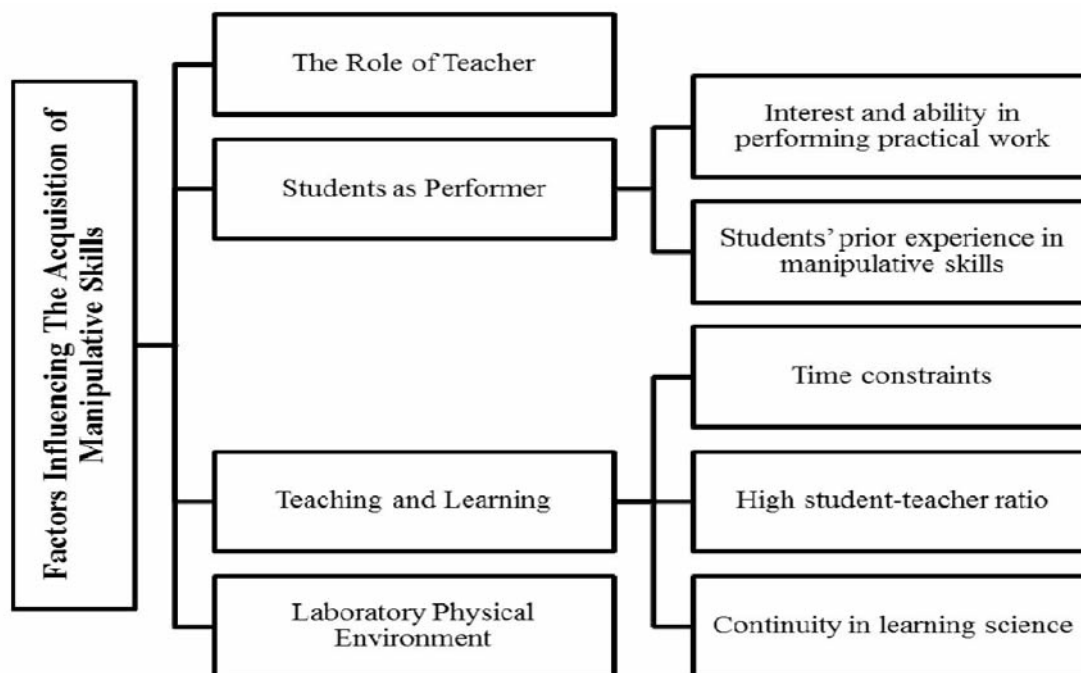 Factors Influencing The Acquisition of
Manipulative Skills
The Role of Teacher
Students as Performer
Interest and ability in
performing practical work
Students’ prior experience in
manipulative skills
Teaching and Learning
Time constraints
High student-teacher ratio
Continuity in learning science
Laboratory Physical
Environment